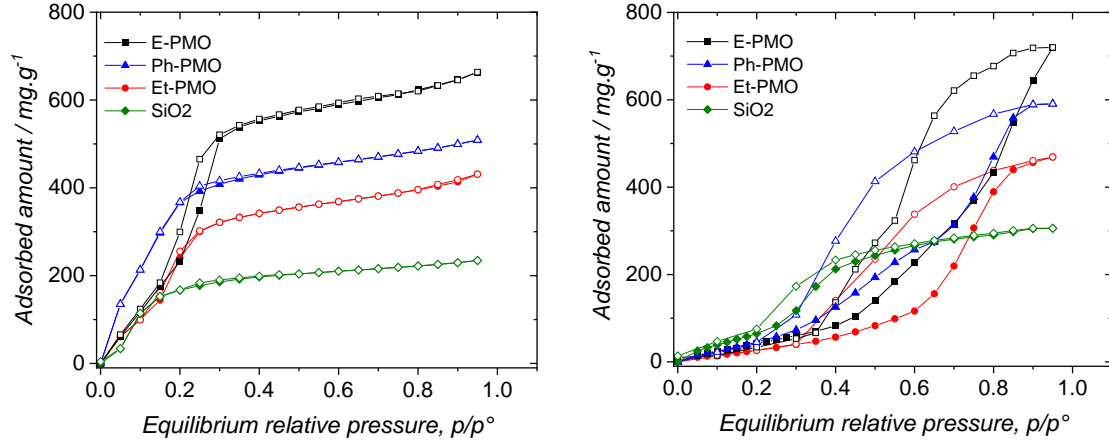 800
600
400
200
0
Adsorbed amount / mg.g⁻¹
E-PMO
Ph-PMO
Et-PMO
SiO2
0.0 0.2 0.4 0.6 0.8 1.0
Equilibrium relative pressure, p/p°
800
600
400
200
0
Adsorbed amount / mg.g⁻¹
E-PMO
Ph-PMO
Et-PMO
SiO2
0.0 0.2 0.4 0.6 0.8 1.0
Equilibrium relative pressure, p/p°